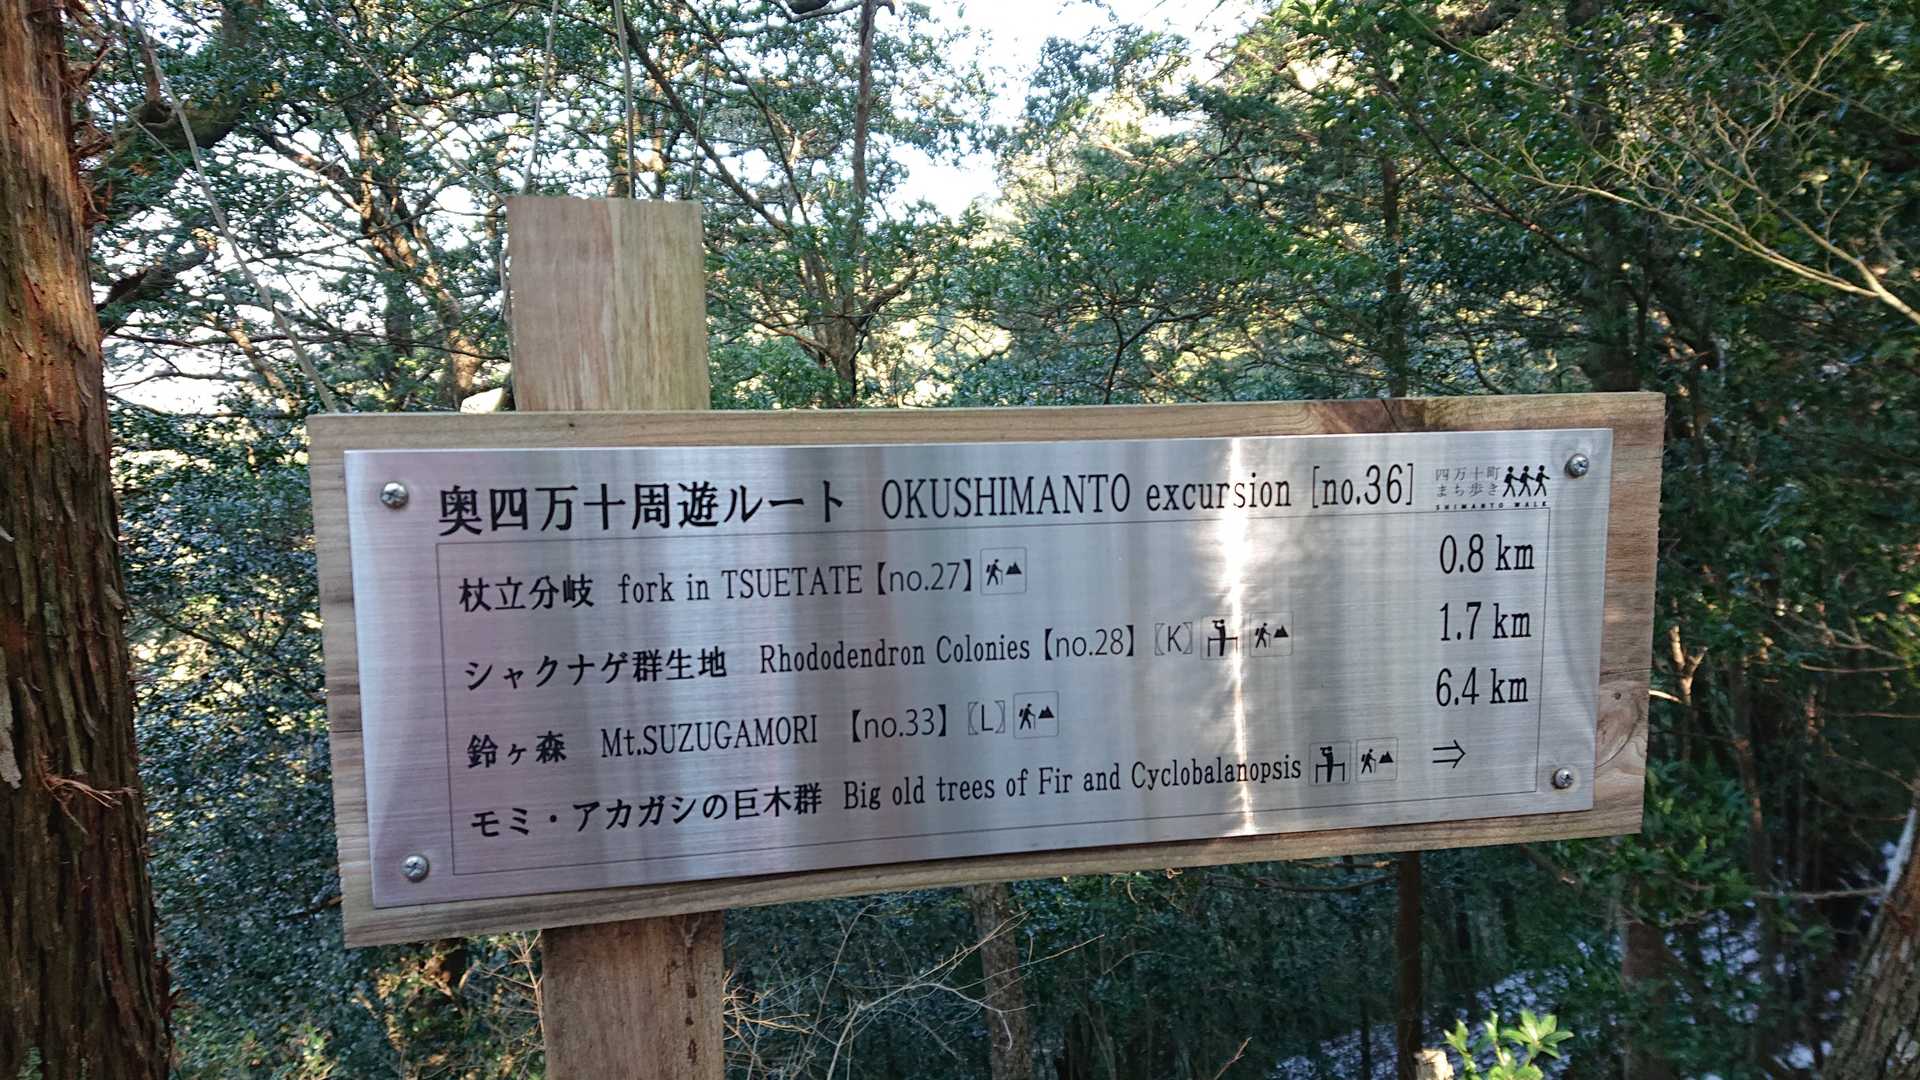 奥四万十周遊ルート OKUSHIMANTO excursion [no.36]
四万十町
まち歩き
SHIMANTO WALK
杖立分岐 fork in TSUETATE【no.27】 0.8 km
シャクナゲ群生地 Rhododendron Colonies【no.28】〖K〗 1.7 km
鈴ヶ森 Mt.SUZUGAMORI 【no.33】〖L〗 6.4 km
モミ・アカガシの巨木群 Big old trees of Fir and Cyclobalanopsis ⇒